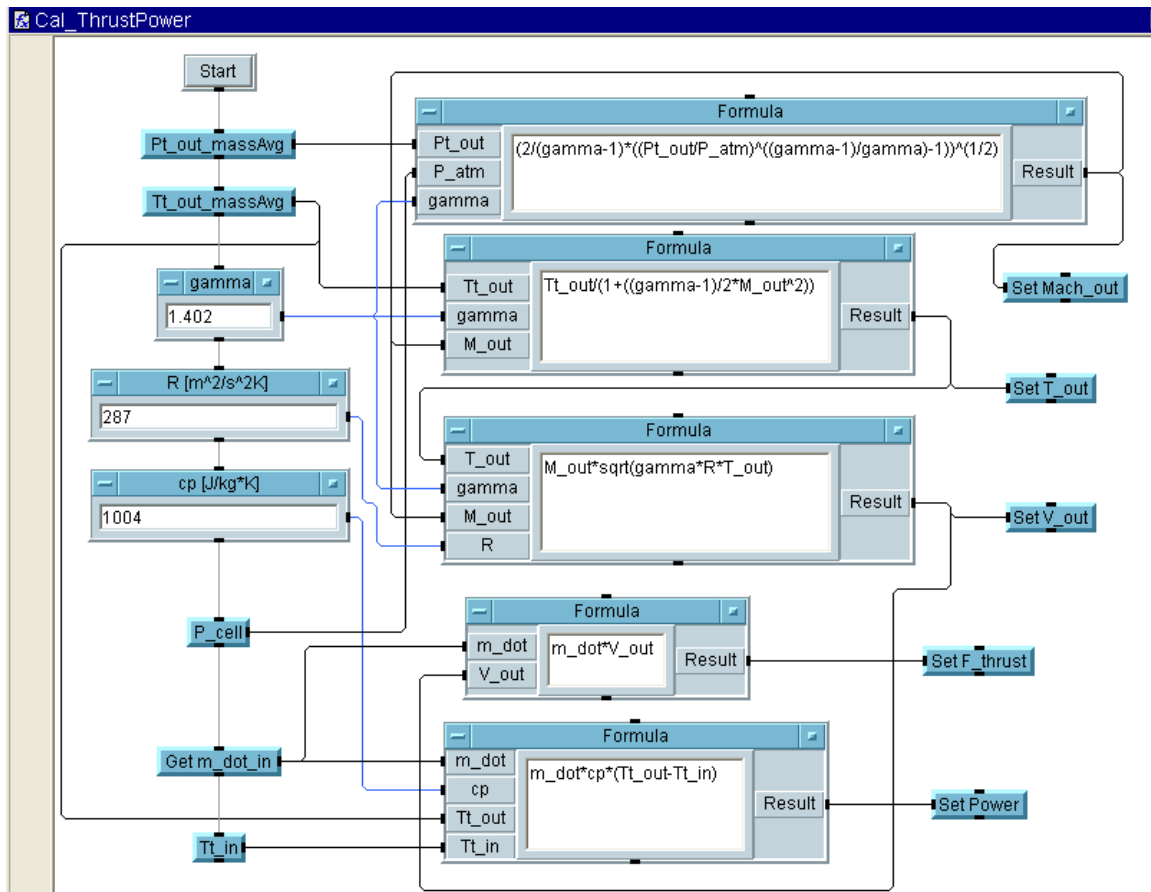 Cal_ThrustPower
Start
Pt_out_massAvg
Tt_out_massAvg
gamma
1.402
R [m^2/s^2K]
287
cp [J/kg*K]
1004
P_cell
Get m_dot_in
Tt_in
Formula
Pt_out
P_atm
gamma
(2/(gamma-1)*((Pt_out/P_atm)^((gamma-1)/gamma)-1))^(1/2)
Result
Set Mach_out
Formula
Tt_out
gamma
M_out
Tt_out/(1+((gamma-1)/2*M_out^2))
Result
Set T_out
Formula
T_out
gamma
M_out
R
M_out*sqrt(gamma*R*T_out)
Result
Set V_out
Formula
m_dot
V_out
m_dot*V_out
Result
Set F_thrust
Formula
m_dot
cp
Tt_out
Tt_in
m_dot*cp*(Tt_out-Tt_in)
Result
Set Power